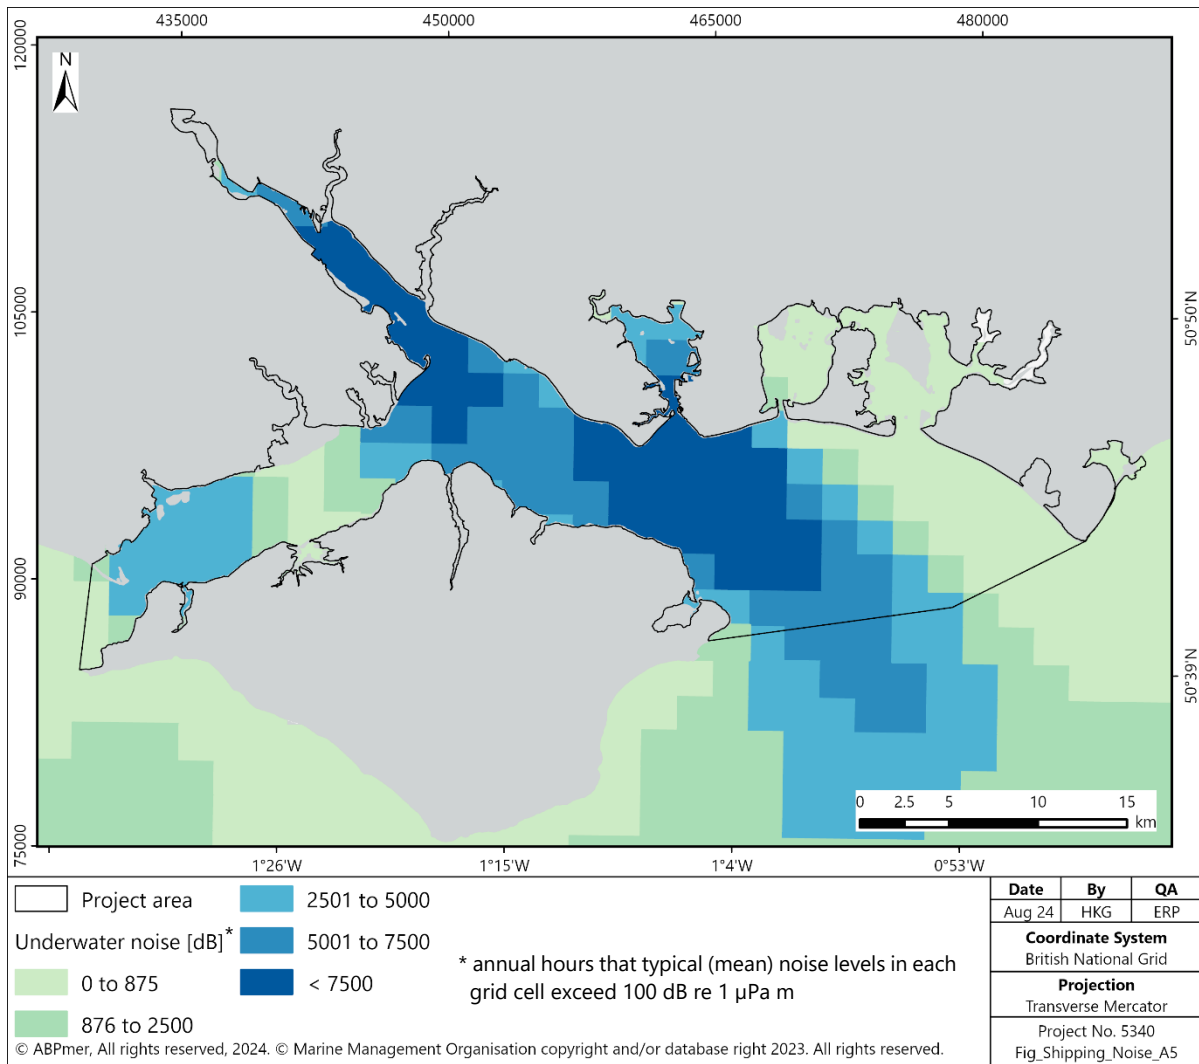 435000 450000 465000 480000
120000
N
105000
50°50'N
90000
50°39'N
0 2.5 5 10 15
km
75000
1°26'W 1°15'W 1°4'W 0°53'W
Project area
Underwater noise [dB]*
0 to 875
876 to 2500
2501 to 5000
5001 to 7500
< 7500
* annual hours that typical (mean) noise levels in each
grid cell exceed 100 dB re 1 µPa m
Date By QA
Aug 24 HKG ERP
Coordinate System
British National Grid
Projection
Transverse Mercator
Project No. 5340
Fig_Shipping_Noise_A5
© ABPmer, All rights reserved, 2024. © Marine Management Organisation copyright and/or database right 2023. All rights reserved.